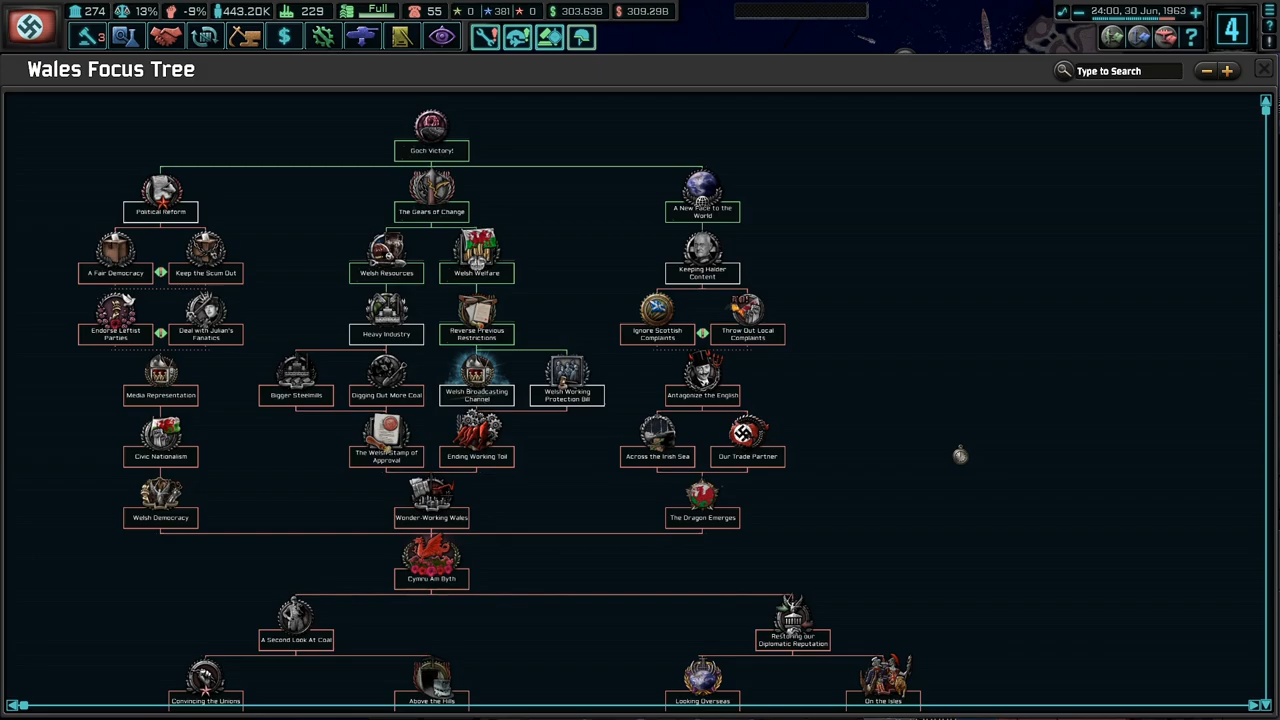 274 13% -9% 443.20K 229 Full 55 0 381 0 303.63B 309.29B 24:00, 30 Jun, 1963 4
3
Wales Focus Tree
Type to Search
Goch Victory!
Political Reform
The Gears of Change
A New Face to the
World
A Fair Democracy
Keep the Scum Out
Welsh Resources
Welsh Welfare
Keeping Halder
Content
Endorse Leftist
Parties
Deal with Julian's
Fanatics
Heavy Industry
Reverse Previous
Restrictions
Ignore Scottish
Complaints
Throw Out Local
Complaints
Media Representation
Bigger Steelmills
Digging Out More Coal
Welsh Broadcasting
Channel
Welsh Working
Protection Bill
Antagonize the English
Civic Nationalism
The Welsh Stamp of
Approval
Ending Working Toil
Across the Irish Sea
Our Trade Partner
Welsh Democracy
Wonder-Working Wales
The Dragon Emerges
Cymru Am Byth
A Second Look At Coal
Restoring our
Diplomatic Reputation
Convincing the Unions
Above the Hills
Looking Overseas
On the Isles